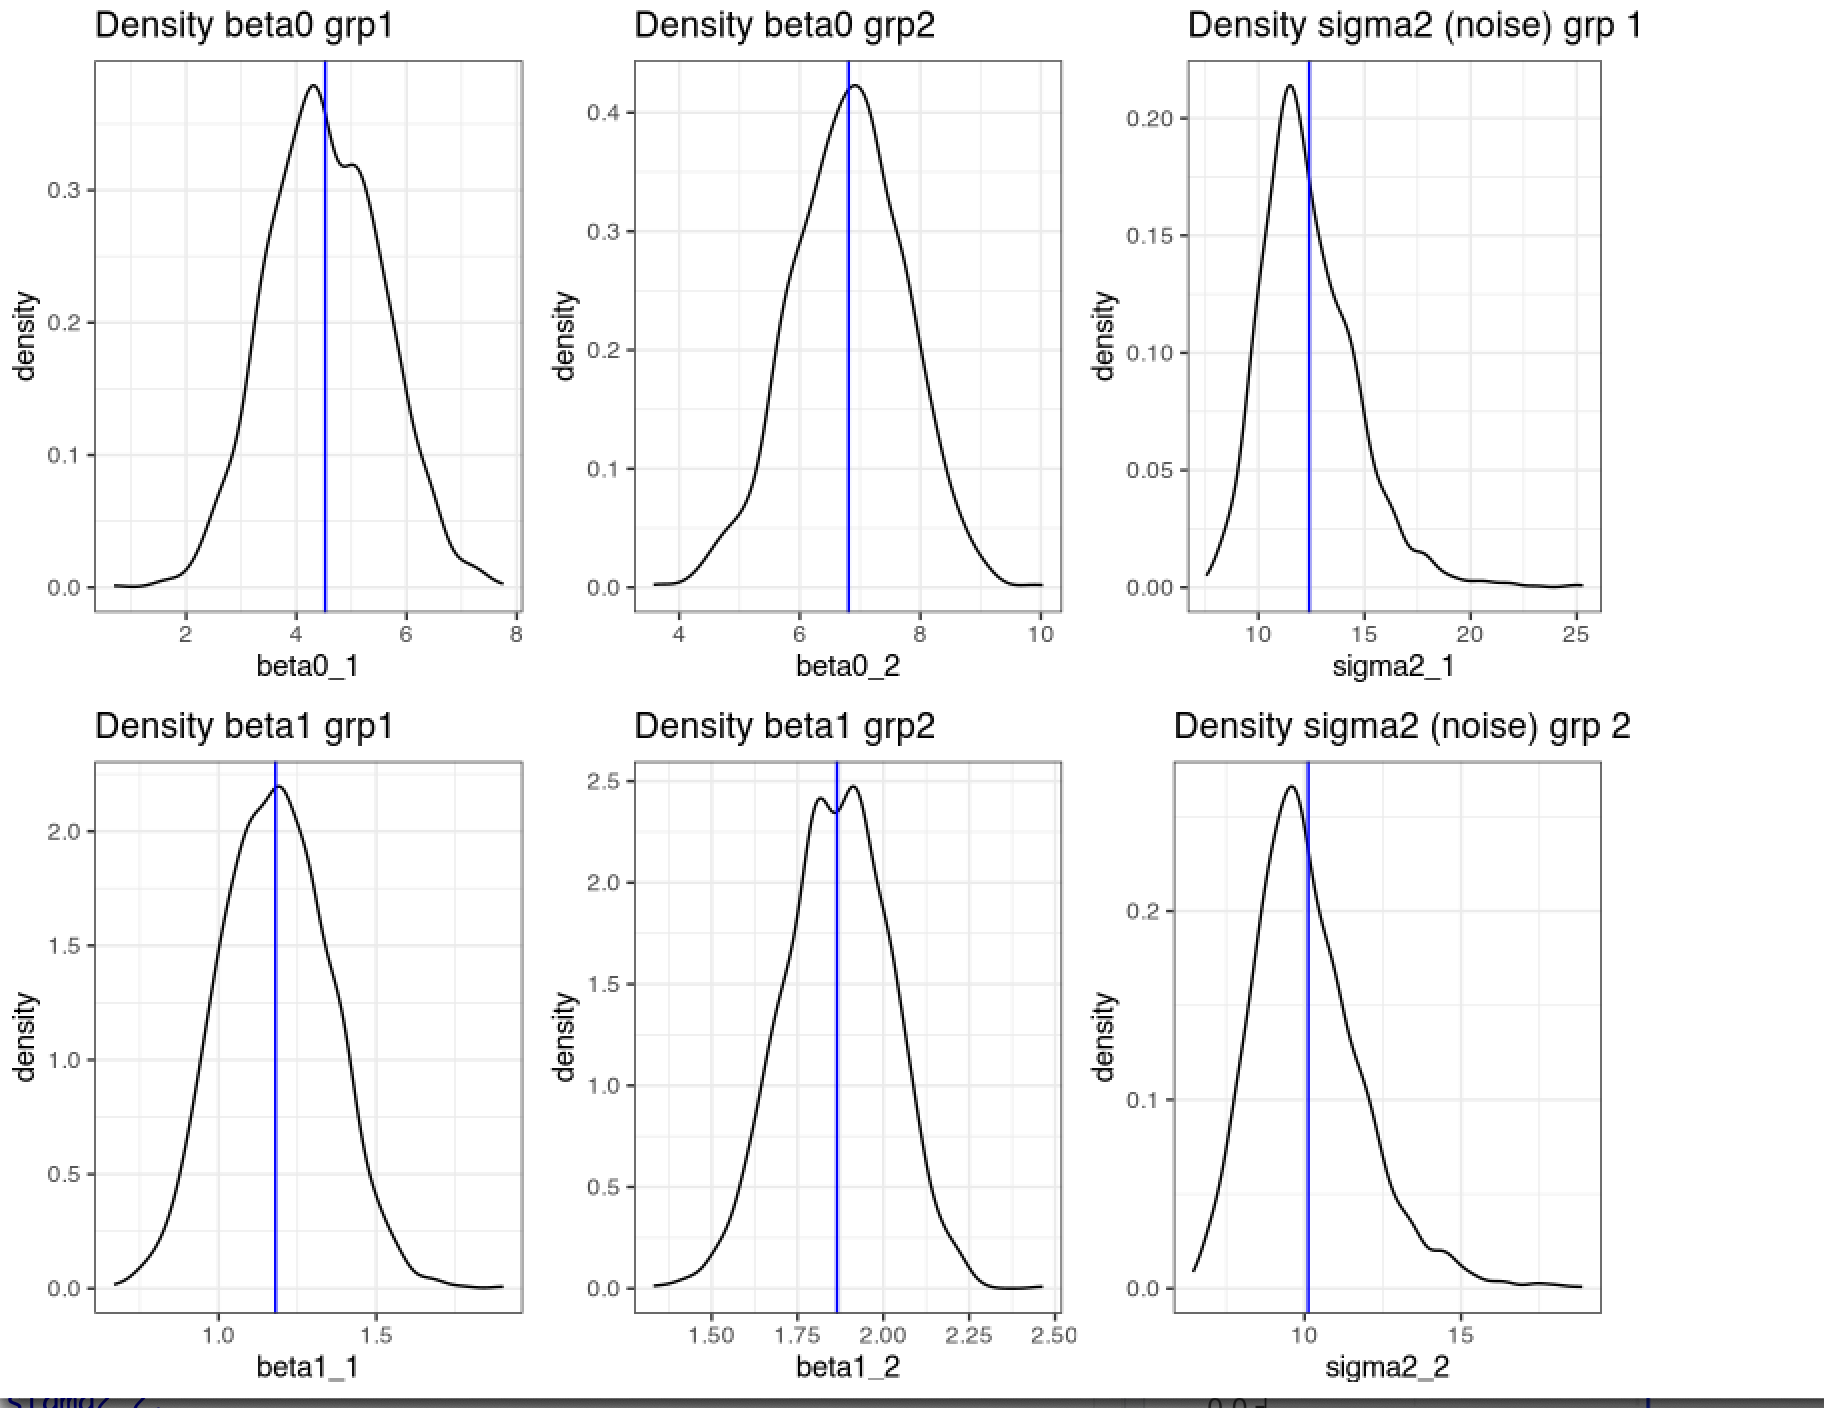 Density beta0 grp1
density
0.3
0.2
0.1
0.0
2 4 6 8
beta0_1
Density beta0 grp2
density
0.4
0.3
0.2
0.1
0.0
4 6 8 10
beta0_2
Density sigma2 (noise) grp 1
density
0.20
0.15
0.10
0.05
0.00
10 15 20 25
sigma2_1
Density beta1 grp1
density
2.0
1.5
1.0
0.5
0.0
1.0 1.5
beta1_1
Density beta1 grp2
density
2.5
2.0
1.5
1.0
0.5
0.0
1.50 1.75 2.00 2.25 2.50
beta1_2
Density sigma2 (noise) grp 2
density
0.2
0.1
0.0
10 15
sigma2_2